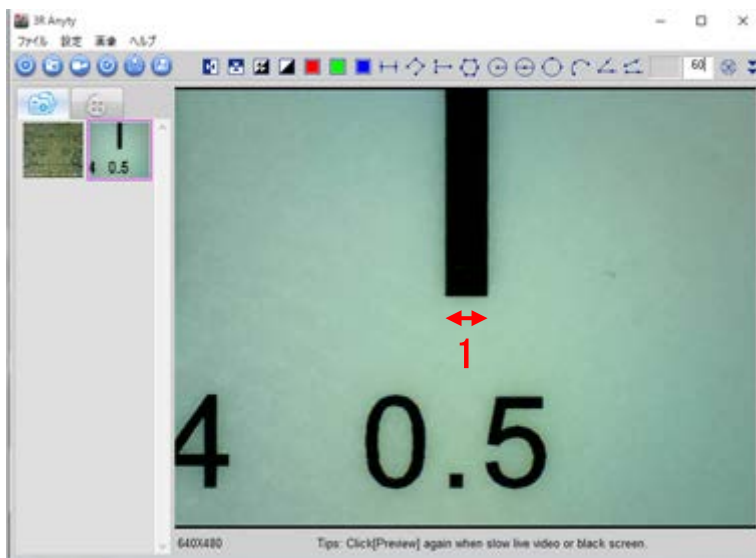 3R Anyty
ファイル 設定 画像 ヘルプ
60
4 0.5
1
4 0.5
640X480 Tips: Click[Preview] again when slow live video or black screen.